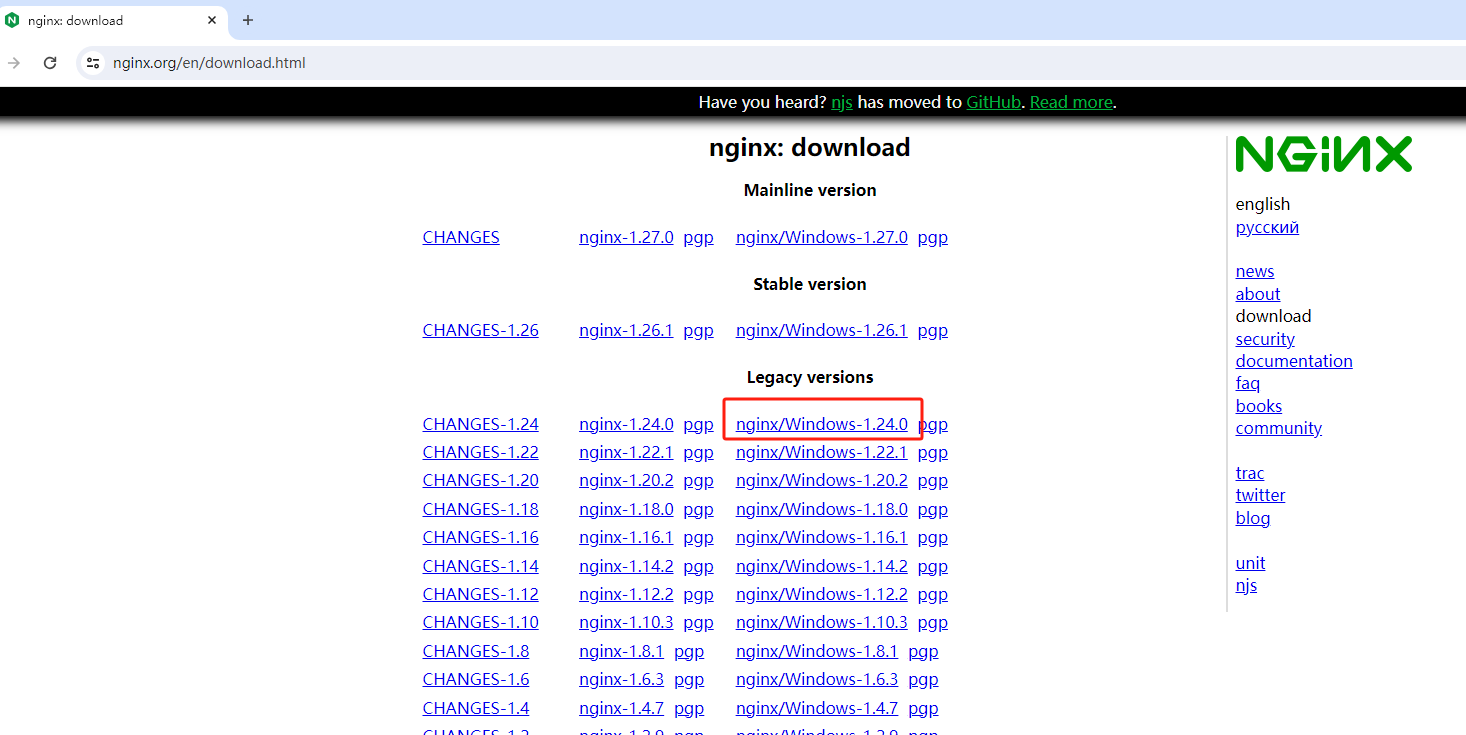 nginx: download
nginx.org/en/download.html
Have you heard? njs has moved to GitHub. Read more.
nginx: download
Mainline version
CHANGES nginx-1.27.0 pgp nginx/Windows-1.27.0 pgp
Stable version
CHANGES-1.26 nginx-1.26.1 pgp nginx/Windows-1.26.1 pgp
Legacy versions
CHANGES-1.24 nginx-1.24.0 pgp nginx/Windows-1.24.0 pgp
CHANGES-1.22 nginx-1.22.1 pgp nginx/Windows-1.22.1 pgp
CHANGES-1.20 nginx-1.20.2 pgp nginx/Windows-1.20.2 pgp
CHANGES-1.18 nginx-1.18.0 pgp nginx/Windows-1.18.0 pgp
CHANGES-1.16 nginx-1.16.1 pgp nginx/Windows-1.16.1 pgp
CHANGES-1.14 nginx-1.14.2 pgp nginx/Windows-1.14.2 pgp
CHANGES-1.12 nginx-1.12.2 pgp nginx/Windows-1.12.2 pgp
CHANGES-1.10 nginx-1.10.3 pgp nginx/Windows-1.10.3 pgp
CHANGES-1.8 nginx-1.8.1 pgp nginx/Windows-1.8.1 pgp
CHANGES-1.6 nginx-1.6.3 pgp nginx/Windows-1.6.3 pgp
CHANGES-1.4 nginx-1.4.7 pgp nginx/Windows-1.4.7 pgp
NGINX
english
русский
news
about
download
security
documentation
faq
books
community
trac
twitter
blog
unit
njs